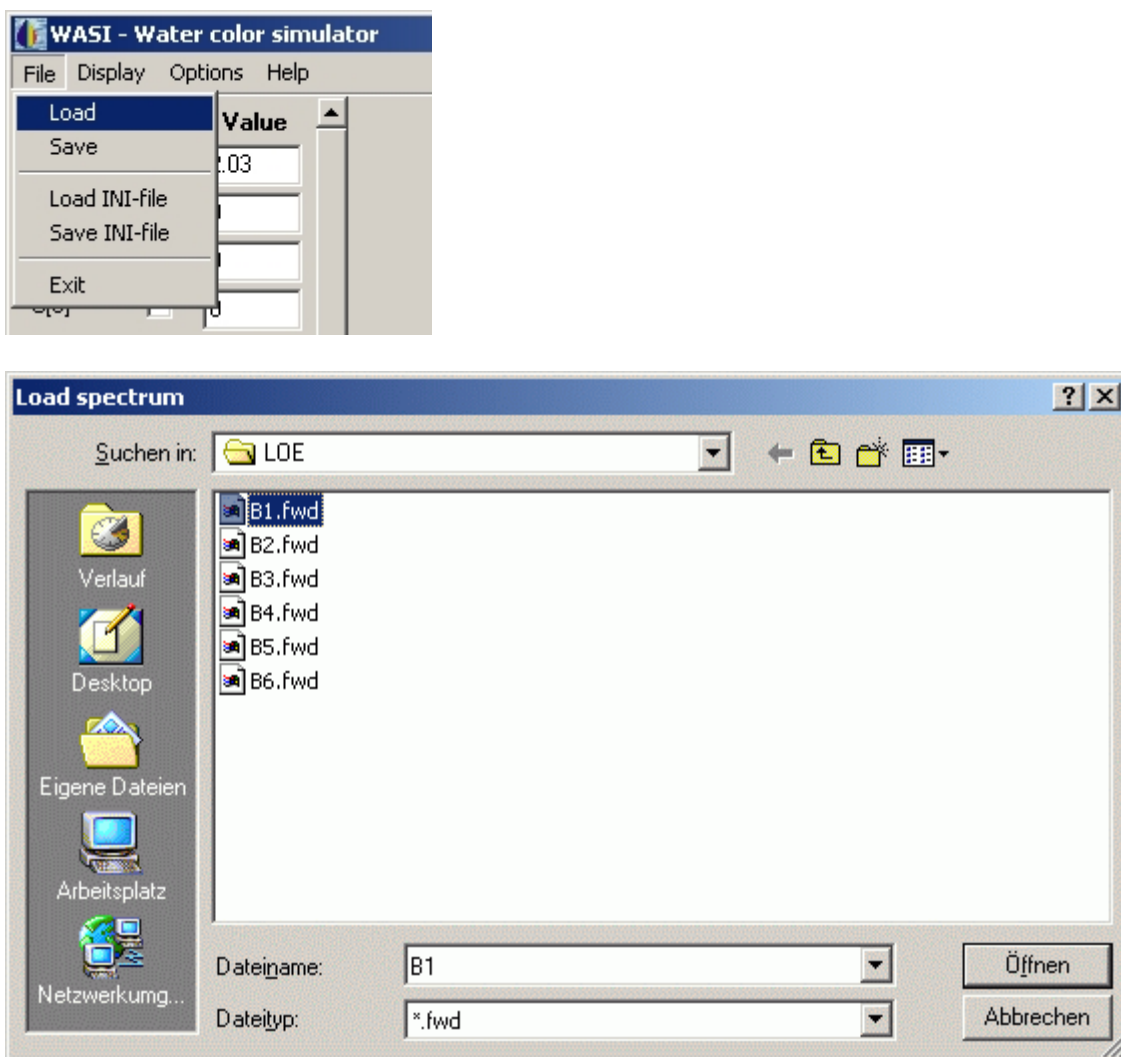 WASI - Water color simulator
File Display Options Help
Load
Value
Save
.03
Load INI-file
Save INI-file
Exit
Load spectrum
Suchen in: LOE
B1.fwd
B2.fwd
B3.fwd
B4.fwd
B5.fwd
B6.fwd
Verlauf
Desktop
Eigene Dateien
Arbeitsplatz
Netzwerkumg...
Dateiname: B1 Öffnen
Dateityp: *.fwd Abbrechen